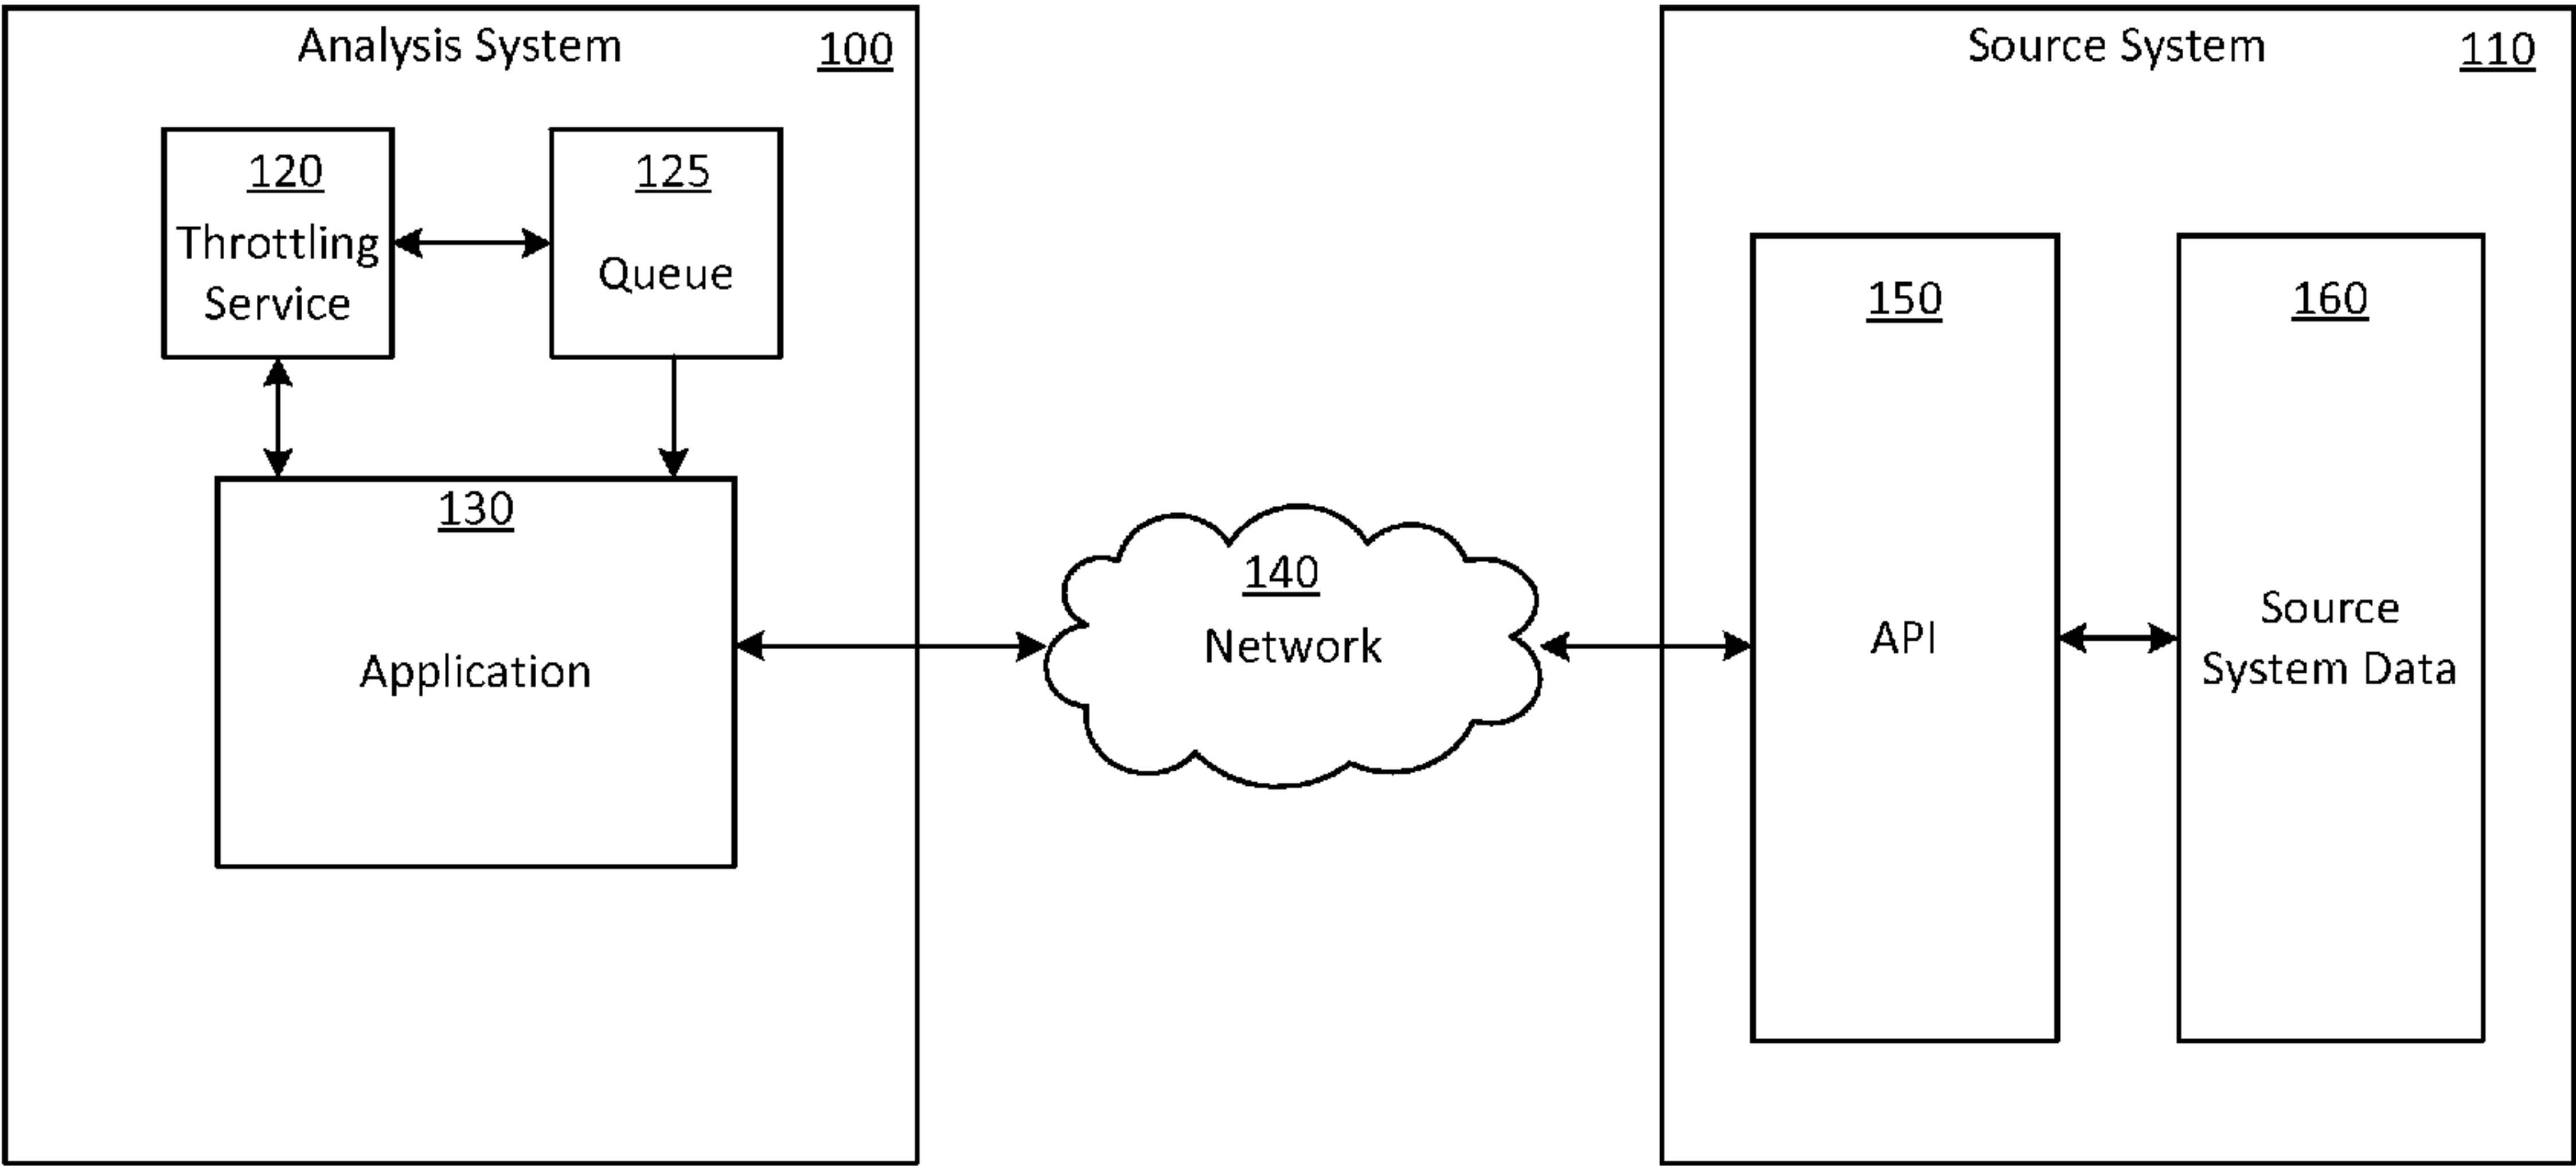 Analysis System
100
120
Throttling
Service
125
Queue
130
Application
140
Network
Source System
110
150
API
160
Source
System Data